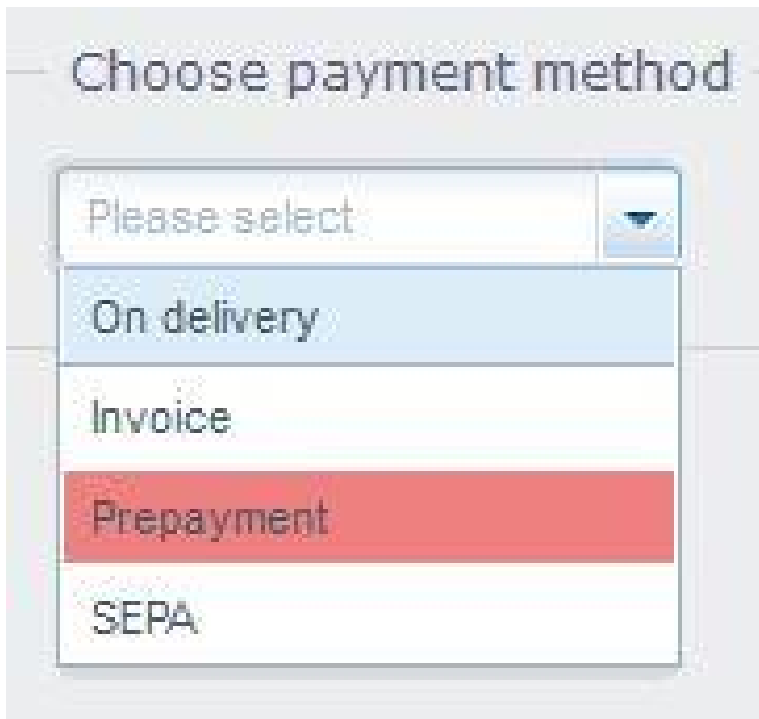 Choose payment method
Please select
On delivery
Invoice
Prepayment
SEPA